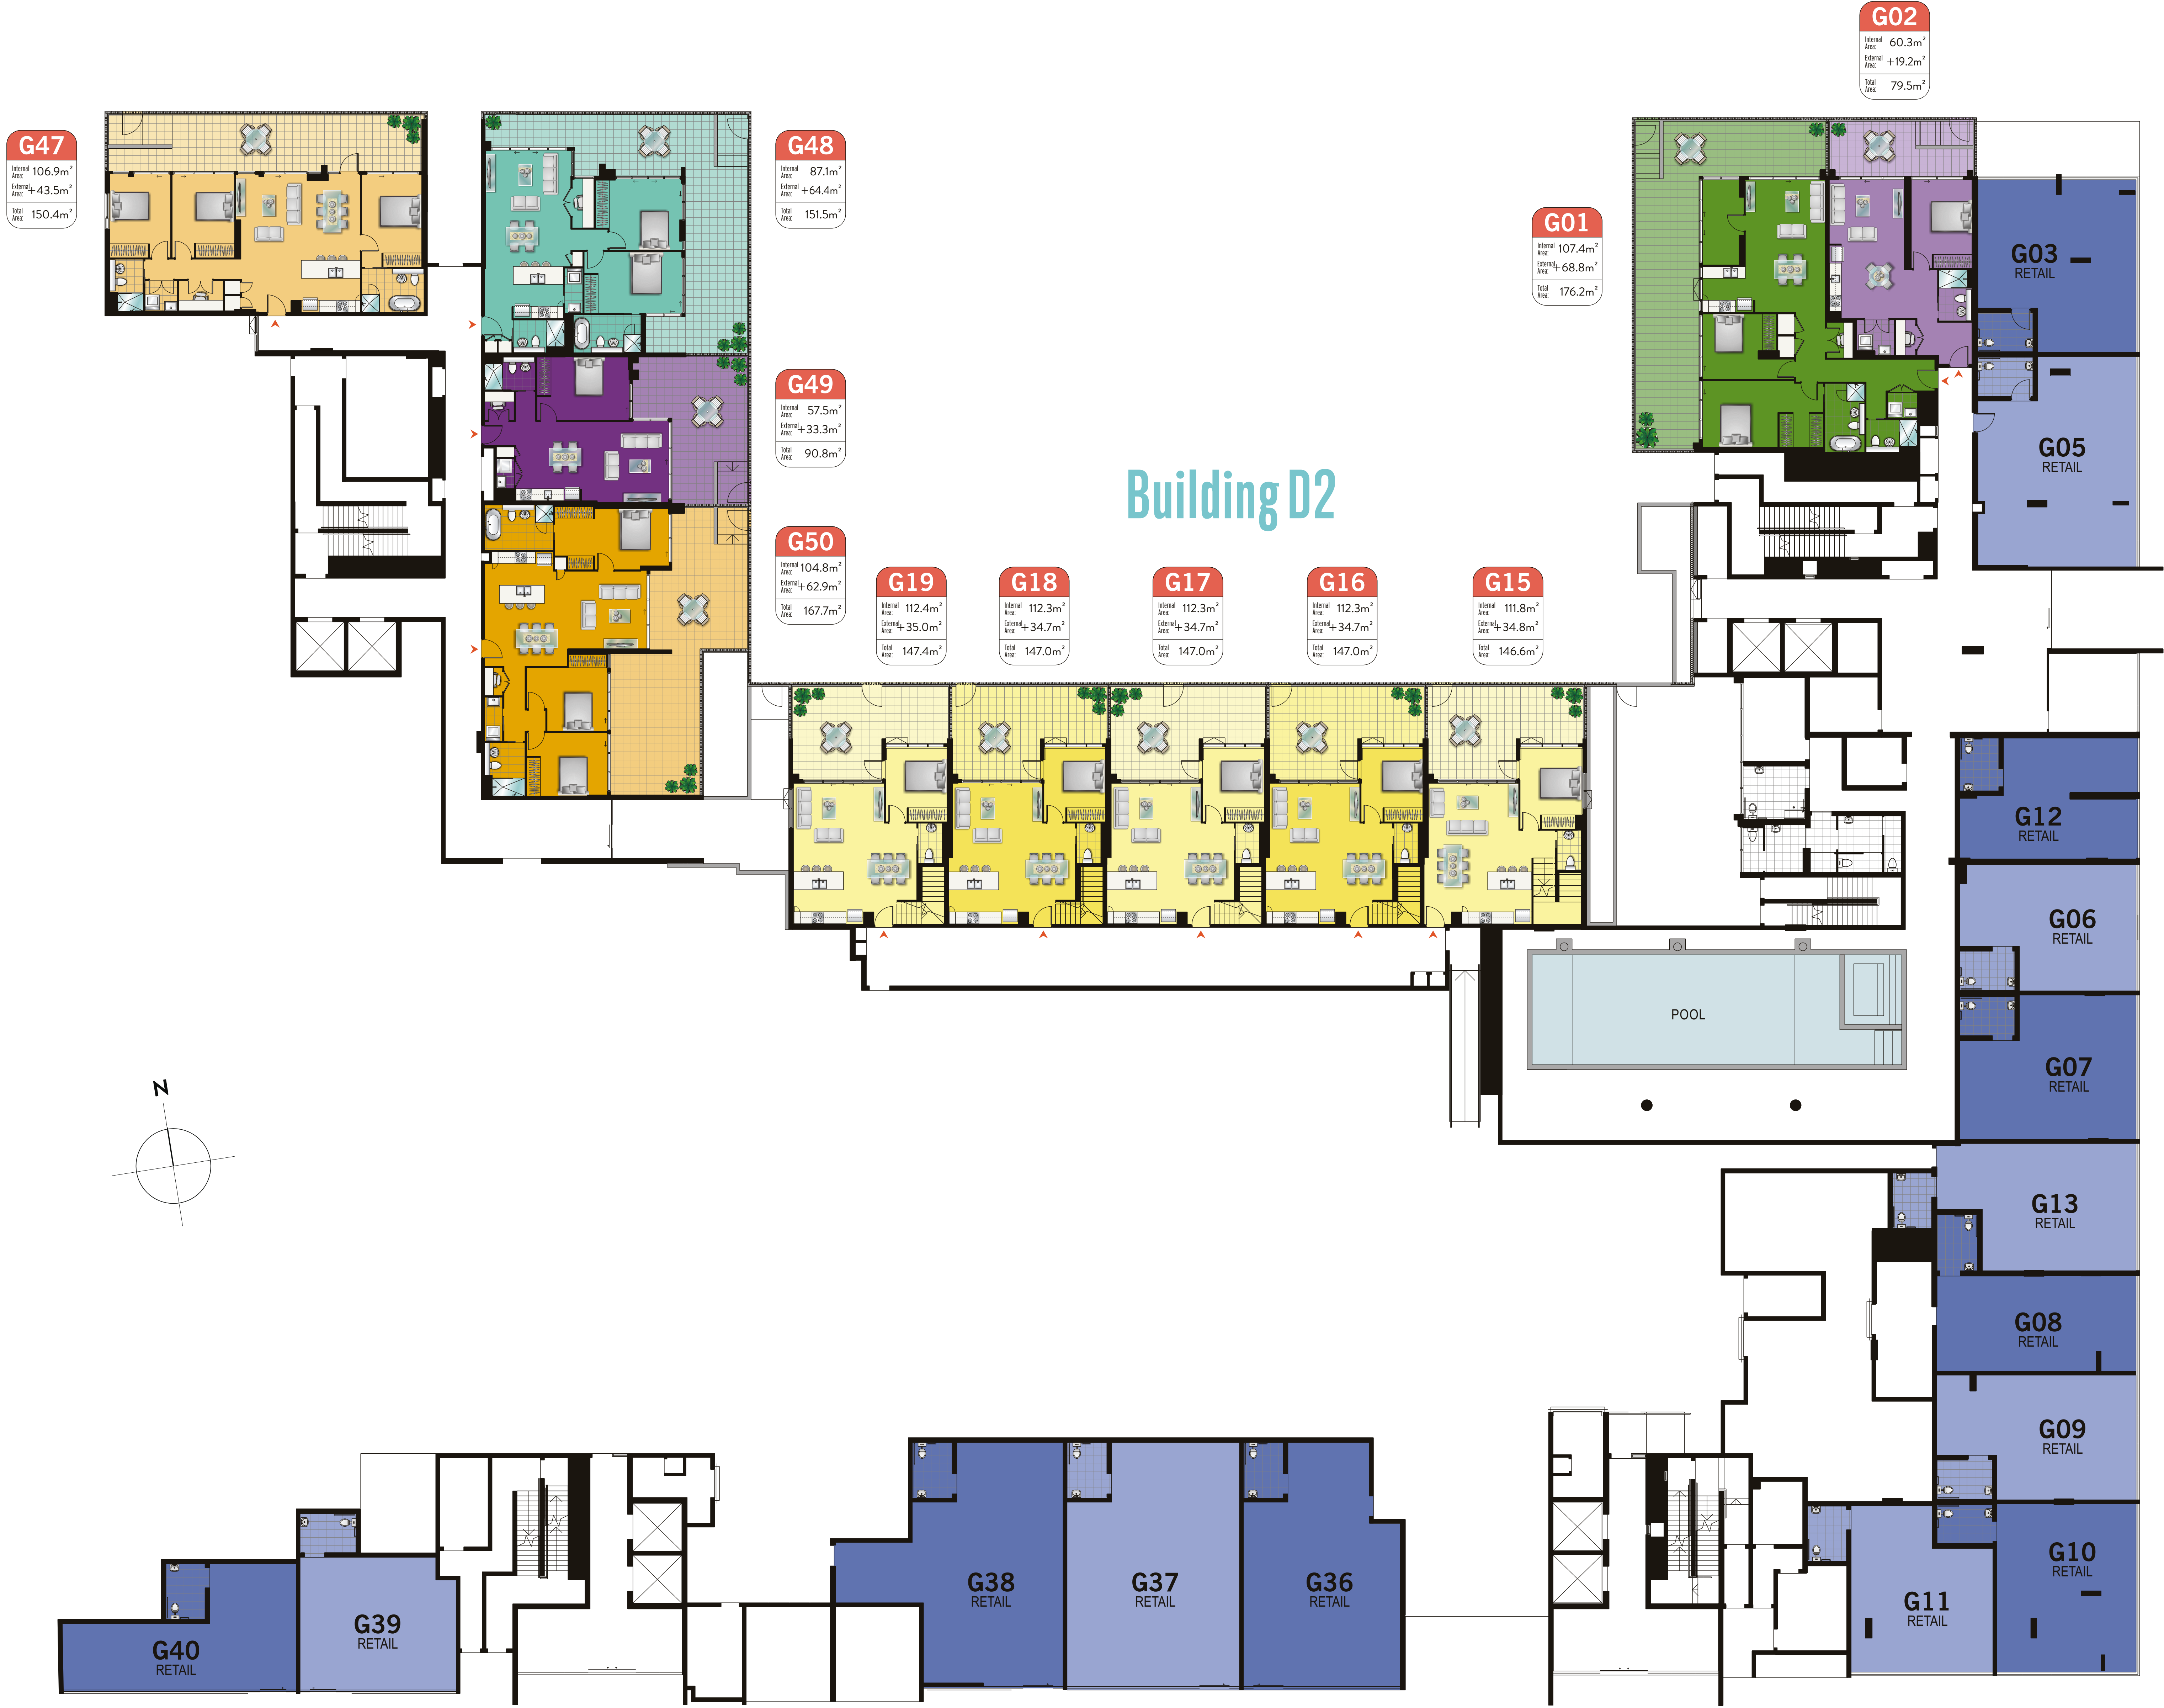 G02
Internal Area: 60.3m²
External Area: +19.2m²
Total Area: 79.5m²
G47
Internal Area: 106.9m²
External Area: +43.5m²
Total Area: 150.4m²
G48
Internal Area: 87.1m²
External Area: +64.4m²
Total Area: 151.5m²
G01
Internal Area: 107.4m²
External Area: +68.8m²
Total Area: 176.2m²
G03
RETAIL
G49
Internal Area: 57.5m²
External Area: +33.3m²
Total Area: 90.8m²
G05
RETAIL
Building D2
G50
Internal Area: 104.8m²
External Area: +62.9m²
Total Area: 167.7m²
G19
Internal Area: 112.4m²
External Area: +35.0m²
Total Area: 147.4m²
G18
Internal Area: 112.3m²
External Area: +34.7m²
Total Area: 147.0m²
G17
Internal Area: 112.3m²
External Area: +34.7m²
Total Area: 147.0m²
G16
Internal Area: 112.3m²
External Area: +34.7m²
Total Area: 147.0m²
G15
Internal Area: 111.8m²
External Area: +34.8m²
Total Area: 146.6m²
G12
RETAIL
G06
RETAIL
POOL
G07
RETAIL
N
G13
RETAIL
G08
RETAIL
G09
RETAIL
G10
RETAIL
G38
RETAIL
G37
RETAIL
G36
RETAIL
G11
RETAIL
G39
RETAIL
G40
RETAIL